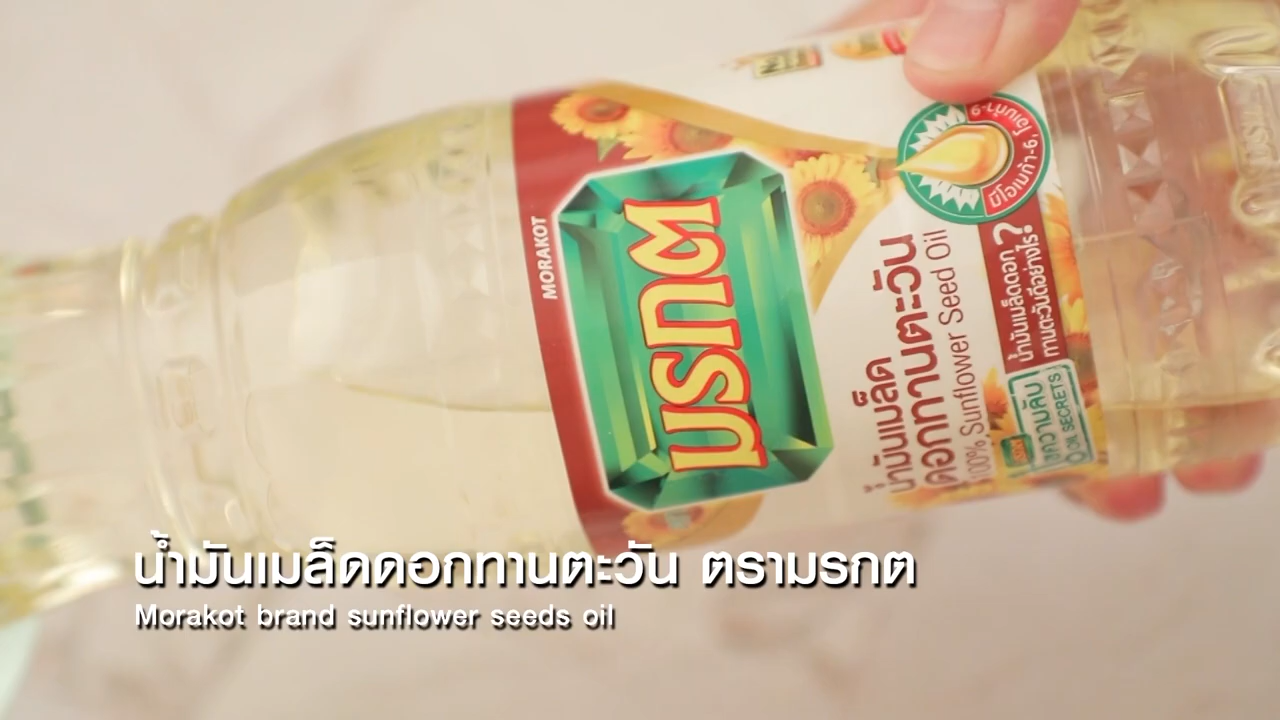 MORAKOT
มรกต
น้ำมันเมล็ด
ดอกทานตะวัน
100% Sunflower Seed Oil
มีโอเมก้า-6, โอเมก้า-9
น้ำมันเมล็ดดอก
ทานตะวันดีอย่างไร?
OIL SECRETS
น้ำมันเมล็ดดอกทานตะวัน ตรามรกต
Morakot brand sunflower seeds oil